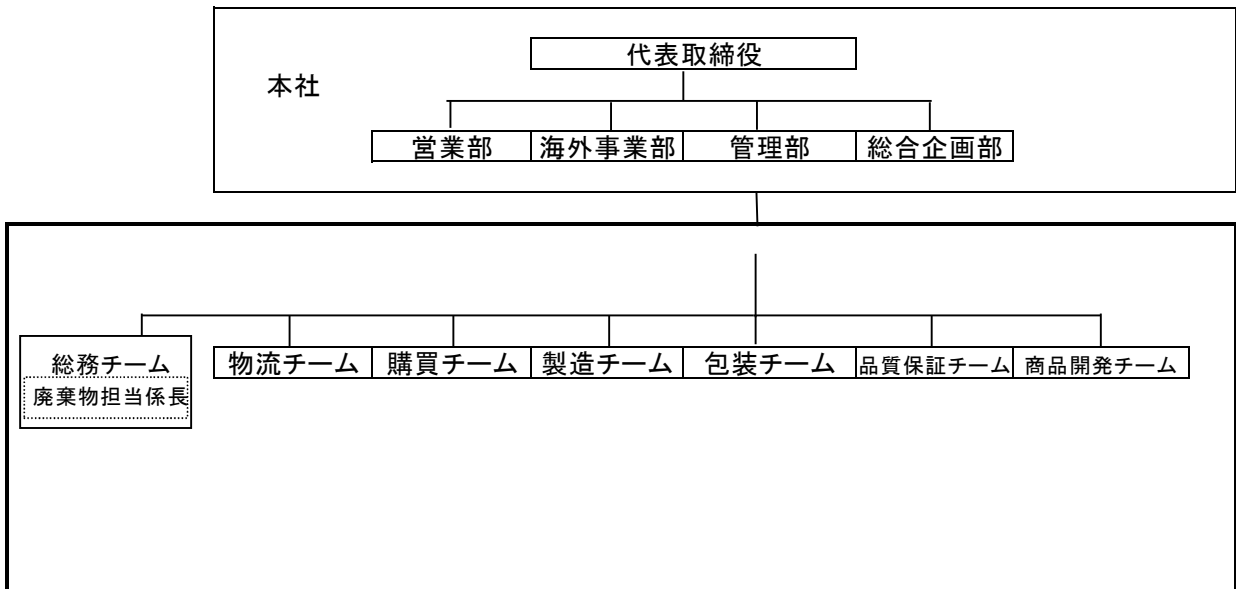 代表取締役
本社
営業部 海外事業部 管理部 総合企画部
総務チーム 物流チーム 購買チーム 製造チーム 包装チーム 品質保証チーム 商品開発チーム
廃棄物担当係長